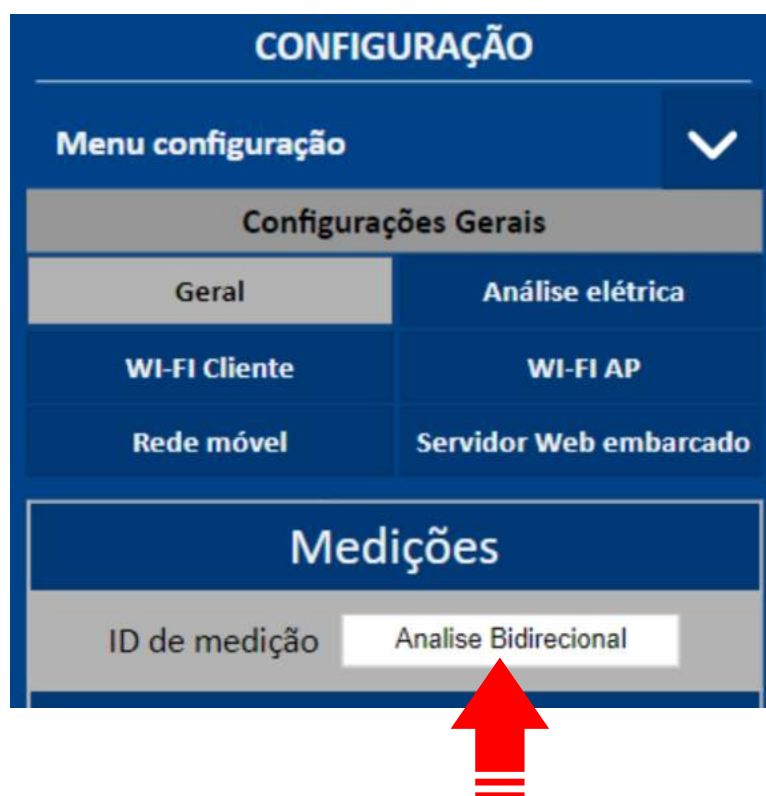 CONFIGURAÇÃO
Menu configuração
Configurações Gerais
Geral
Análise elétrica
WI-FI Cliente
WI-FI AP
Rede móvel
Servidor Web embarcado
Medições
ID de medição Analise Bidirecional